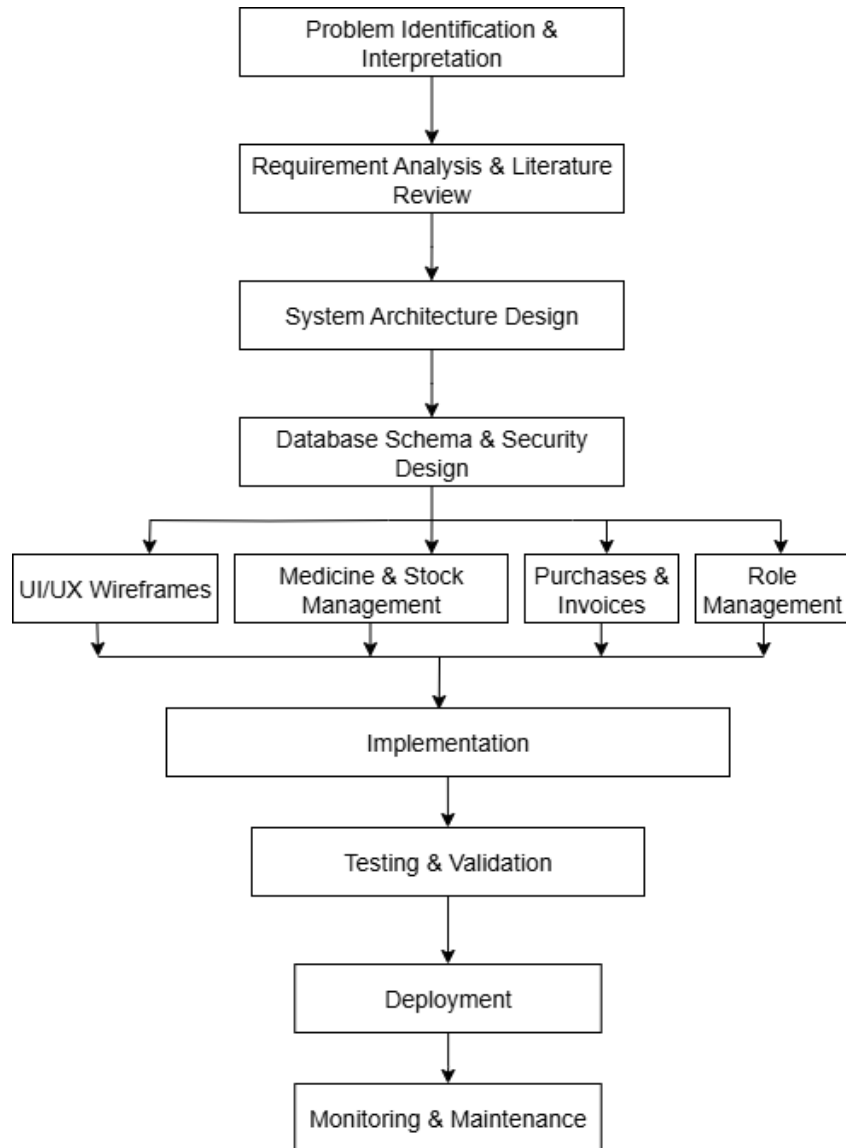 Problem Identification &
Interpretation
Requirement Analysis & Literature
Review
System Architecture Design
Database Schema & Security
Design
UI/UX Wireframes
Medicine & Stock
Management
Purchases &
Invoices
Role
Management
Implementation
Testing & Validation
Deployment
Monitoring & Maintenance